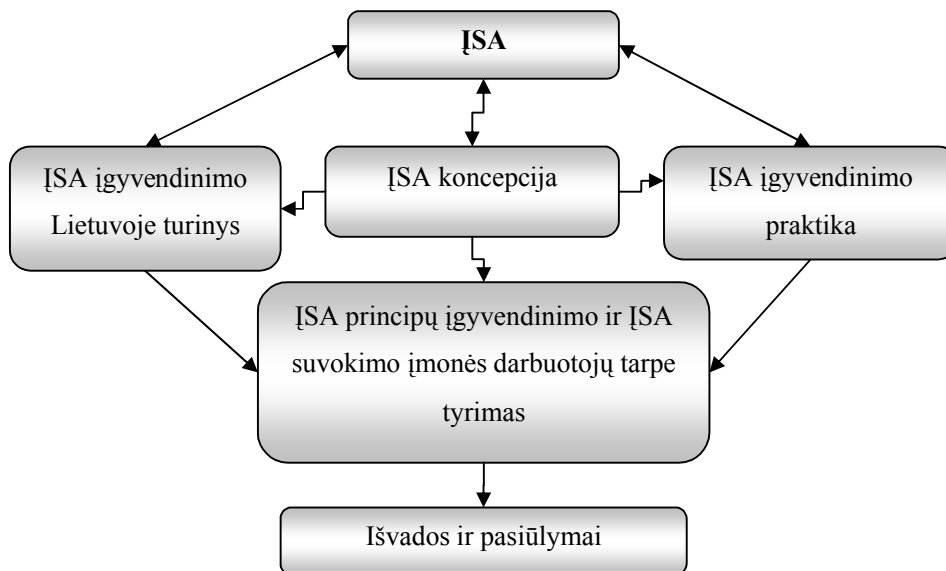 ĮSA
ĮSA įgyvendinimo
Lietuvoje turinys
ĮSA koncepcija
ĮSA įgyvendinimo
praktika
ĮSA principų įgyvendinimo ir ĮSA
suvokimo įmonės darbuotojų tarpe
tyrimas
Išvados ir pasiūlymai